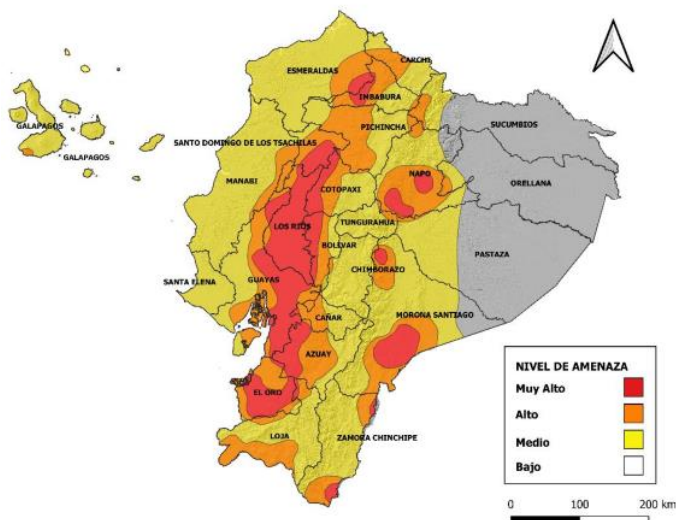 CARCHI
ESMERALDAS
IMBABURA
GALAPAGOS
GALAPAGOS
PICHINCHA
SUCUMBIOS
SANTO DOMINGO DE LOS TSACHILAS
MANABI
COTOPAXI
NAPO
ORELLANA
TUNGURAHUA
LOS RIOS
BOLIVAR
PASTAZA
CHIMBORAZO
SANTA ELENA
GUAYAS
CAÑAR
MORONA SANTIAGO
AZUAY
EL ORO
LOJA
ZAMORA CHINCHIPE
NIVEL DE AMENAZA
Muy Alto
Alto
Medio
Bajo
0 100 200 km